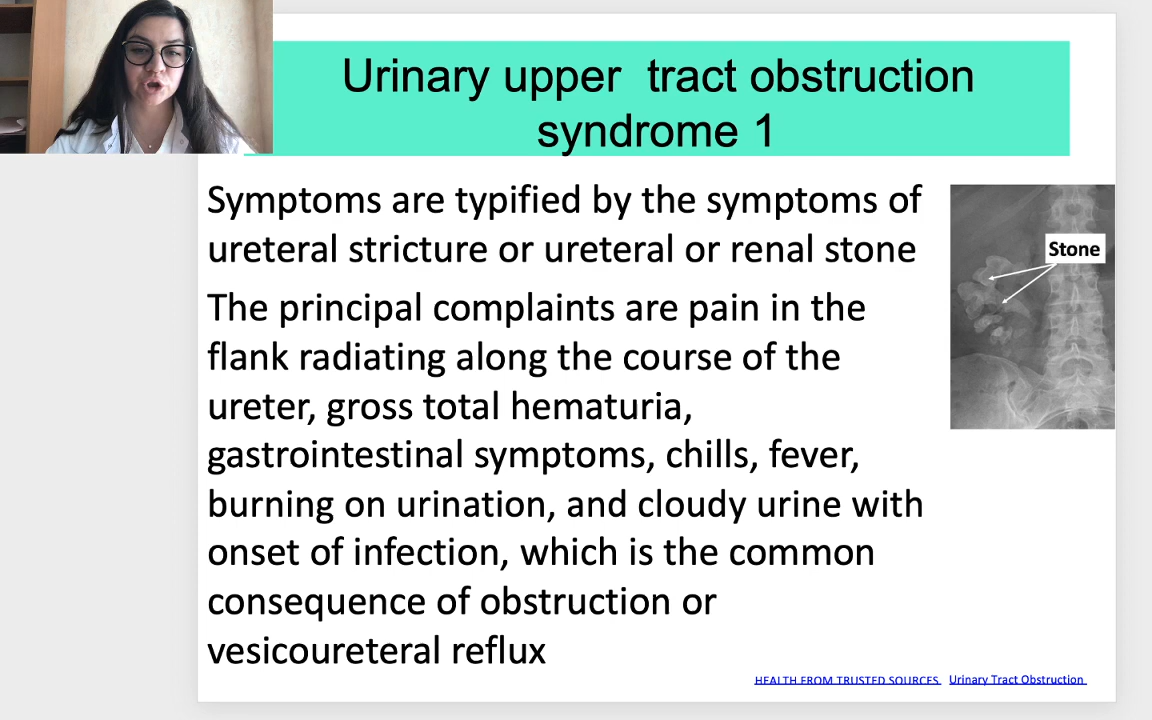 Urinary upper tract obstruction
syndrome 1
Symptoms are typified by the symptoms of
ureteral stricture or ureteral or renal stone
Stone
The principal complaints are pain in the
flank radiating along the course of the
ureter, gross total hematuria,
gastrointestinal symptoms, chills, fever,
burning on urination, and cloudy urine with
onset of infection, which is the common
consequence of obstruction or
vesicoureteral reflux
HEALTH FROM TRUSTED SOURCES Urinary Tract Obstruction